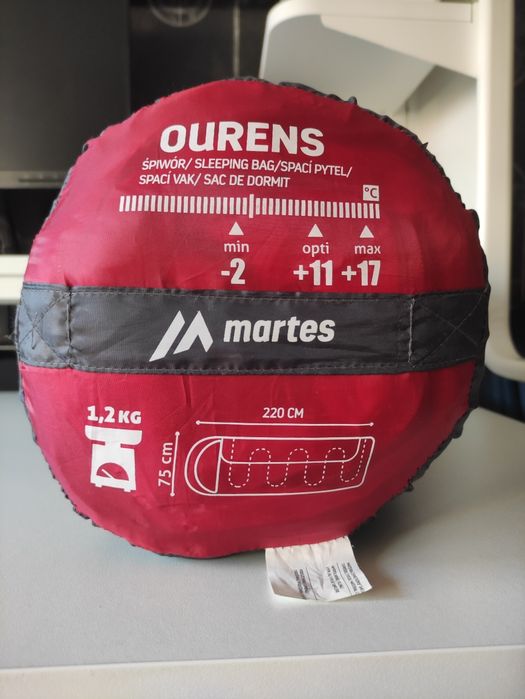 OURENS
ŚPIWÓR/ SLEEPING BAG/SPACÍ PYTEL/
SPACÍ VAK/ SAC DE DORMIT
°C
min opti max
-2 +11 +17
martes
1,2 KG
220 CM
75 cm